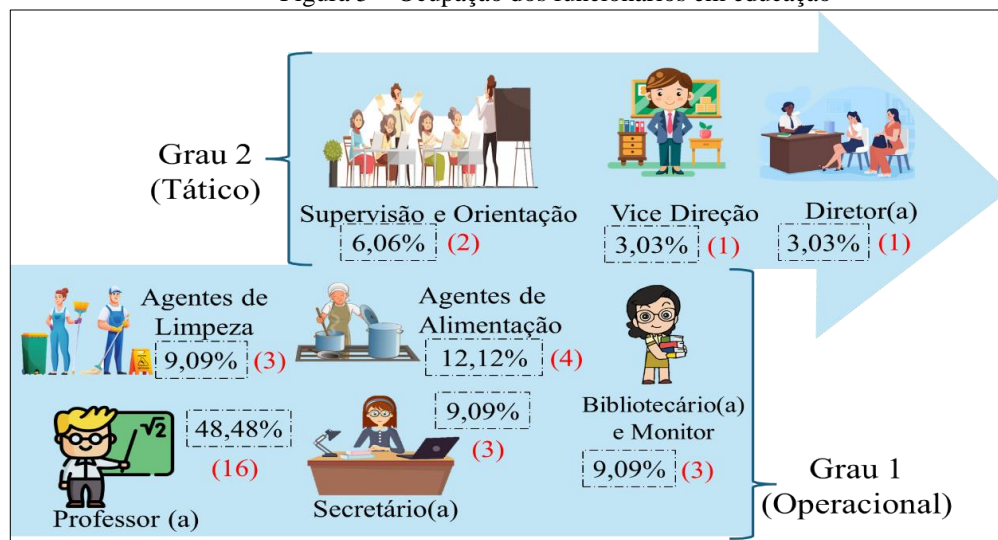 Grau 2
(Tático)
Supervisão e Orientação
6,06% (2)
Vice Direção
3,03% (1)
Diretor(a)
3,03% (1)
Agentes de
Limpeza
9,09% (3)
Agentes de
Alimentação
12,12% (4)
Bibliotecário(a)
e Monitor
9,09% (3)
√2
48,48%
(16)
Professor (a)
9,09%
(3)
Secretário(a)
Grau 1
(Operacional)